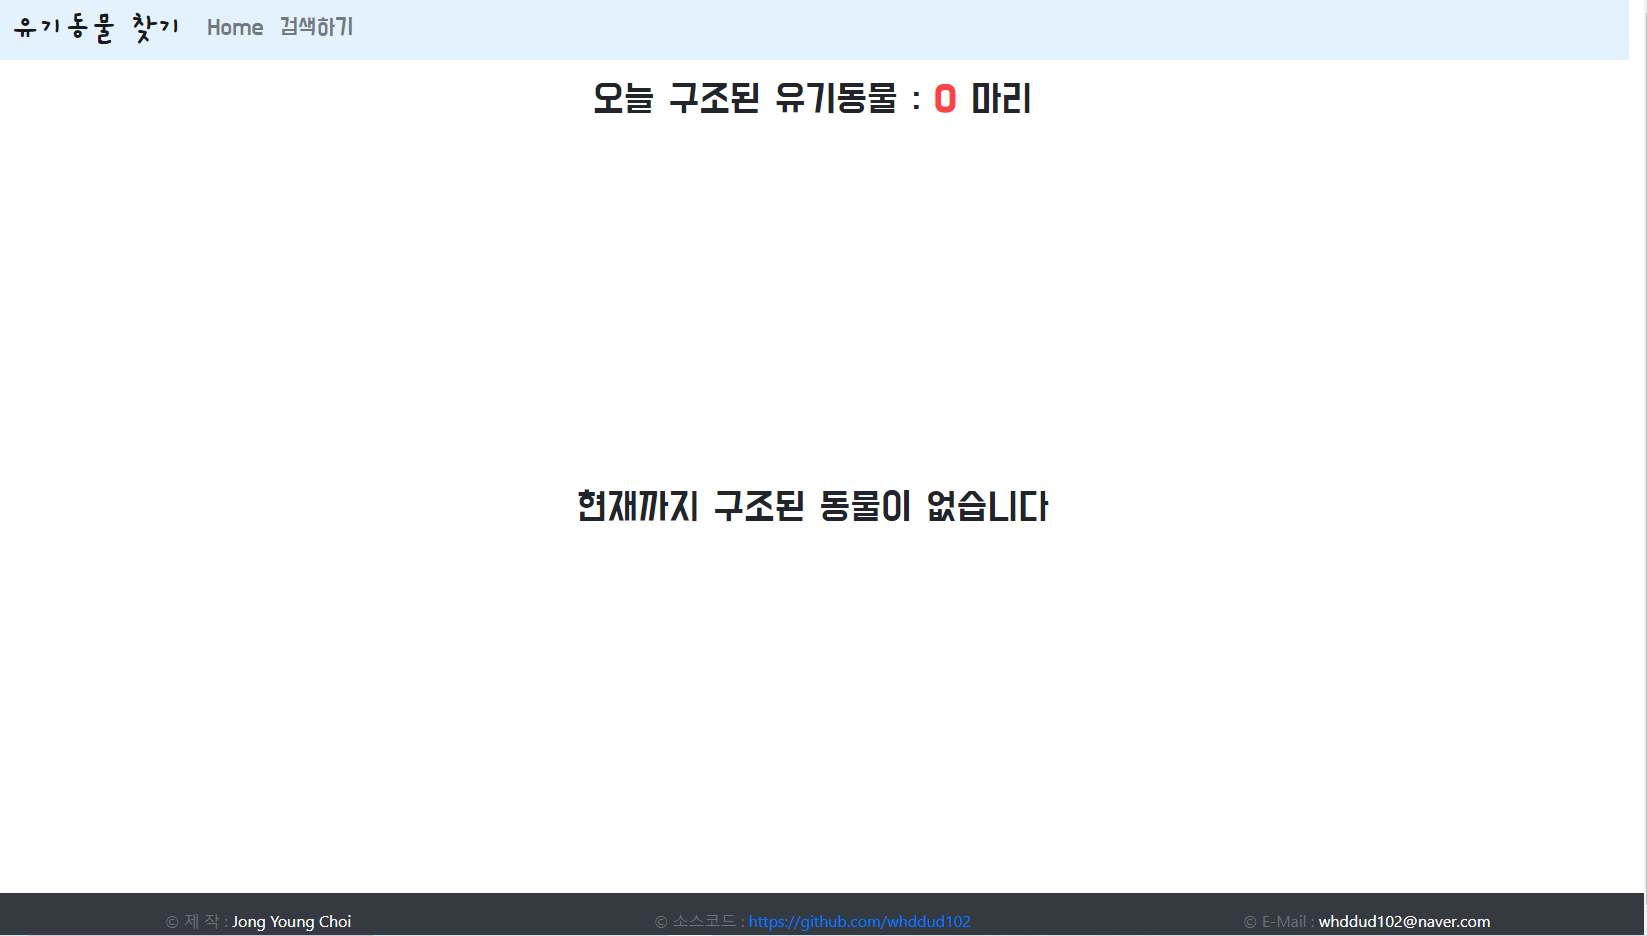 유기동물 찾기 Home 검색하기
오늘 구조된 유기동물 : 0 마리
현재까지 구조된 동물이 없습니다
© 제 작 : Jong Young Choi © 소스코드 : https://github.com/whddud102 © E-Mail : whddud102@naver.com